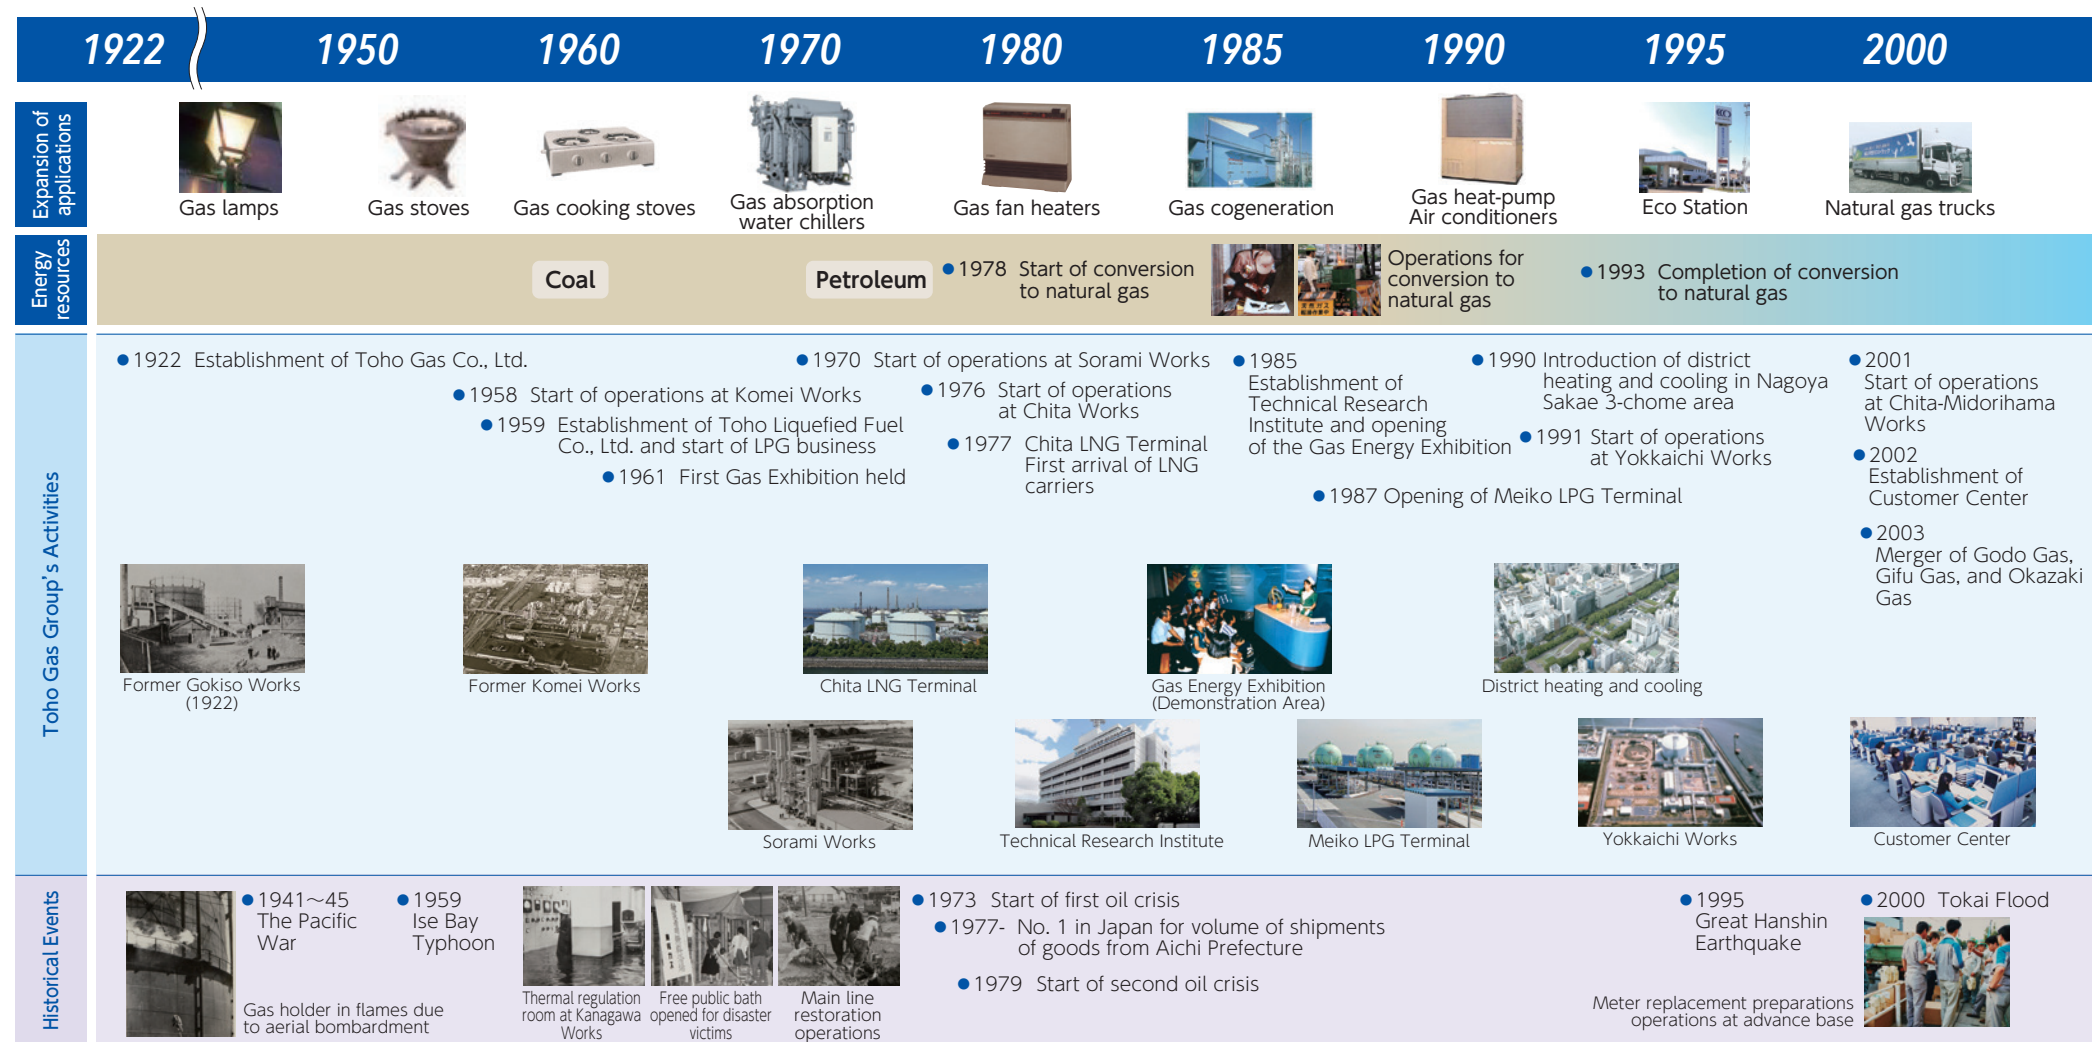 1922 1950 1960 1970 1980 1985 1990 1995 2000
Expansion of
applications
Gas lamps
Gas stoves
Gas cooking stoves
Gas absorption
water chillers
Gas fan heaters
Gas cogeneration
Gas heat-pump
Air conditioners
Eco Station
Natural gas trucks
Energy
resources
Coal
Petroleum
●1978 Start of conversion
to natural gas
Operations for
conversion to
natural gas
●1993 Completion of conversion
to natural gas
Toho Gas Group's Activities
●1922 Establishment of Toho Gas Co., Ltd.
●1958 Start of operations at Komei Works
●1959 Establishment of Toho Liquefied Fuel
Co., Ltd. and start of LPG business
●1961 First Gas Exhibition held
●1970 Start of operations at Sorami Works
●1976 Start of operations
at Chita Works
●1977 Chita LNG Terminal
First arrival of LNG
carriers
●1985
Establishment of
Technical Research
Institute and opening
of the Gas Energy Exhibition
●1987 Opening of Meiko LPG Terminal
●1990 Introduction of district
heating and cooling in Nagoya
Sakae 3-chome area
●1991 Start of operations
at Yokkaichi Works
●2001
Start of operations
at Chita-Midorihama
Works
●2002
Establishment of
Customer Center
●2003
Merger of Godo Gas,
Gifu Gas, and Okazaki
Gas
Former Gokiso Works
(1922)
Former Komei Works
Chita LNG Terminal
Gas Energy Exhibition
(Demonstration Area)
District heating and cooling
Sorami Works
Technical Research Institute
Meiko LPG Terminal
Yokkaichi Works
Customer Center
Historical Events
●1941～45
The Pacific
War
Gas holder in flames due
to aerial bombardment
●1959
Ise Bay
Typhoon
Thermal regulation
room at Kanagawa
Works
Free public bath
opened for disaster
victims
Main line
restoration
operations
●1973 Start of first oil crisis
●1977- No. 1 in Japan for volume of shipments
of goods from Aichi Prefecture
●1979 Start of second oil crisis
●1995
Great Hanshin
Earthquake
Meter replacement preparations
operations at advance base
●2000 Tokai Flood